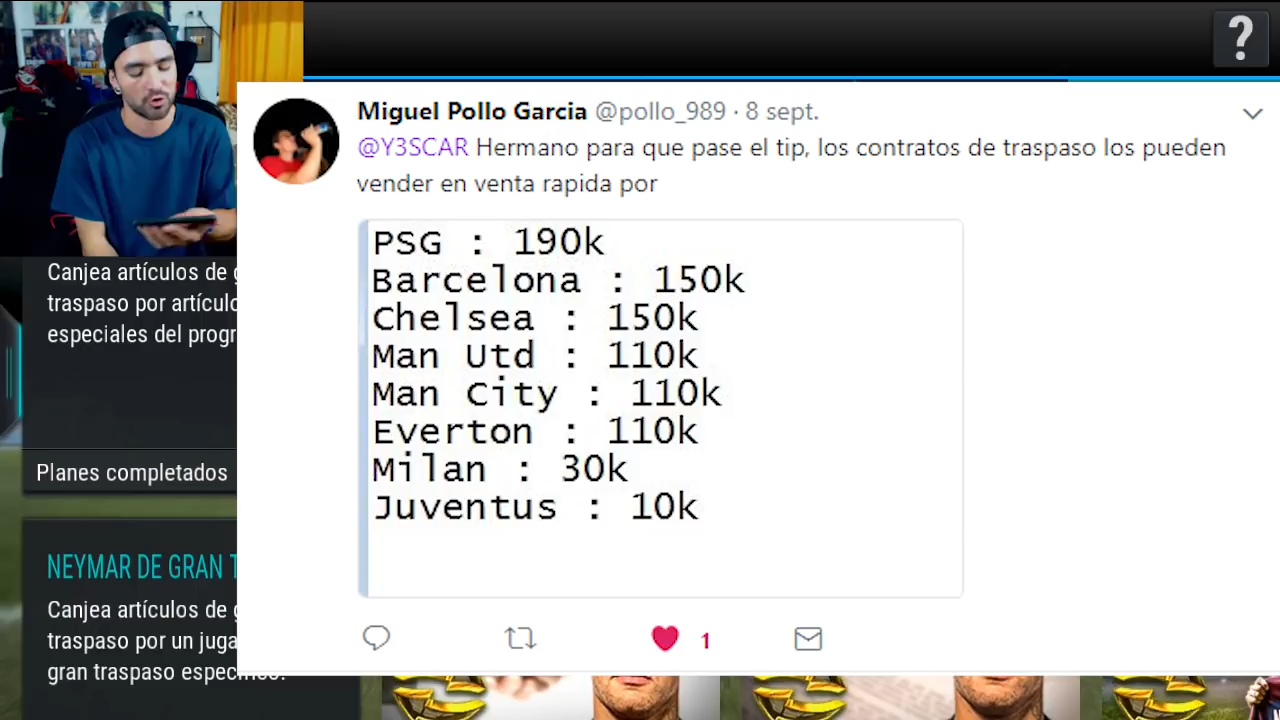 ?
Miguel Pollo Garcia @pollo_989 · 8 sept.
@Y3SCAR Hermano para que pase el tip, los contratos de traspaso los pueden
vender en venta rapida por
PSG : 190k
Barcelona : 150k
Chelsea : 150k
Man Utd : 110k
Man City : 110k
Everton : 110k
Milan : 30k
Juventus : 10k
1
Canjea artículos de g
traspaso por artículo
especiales del progr
Planes completados
NEYMAR DE GRAN T
Canjea artículos de g
traspaso por un juga
gran traspaso específico.